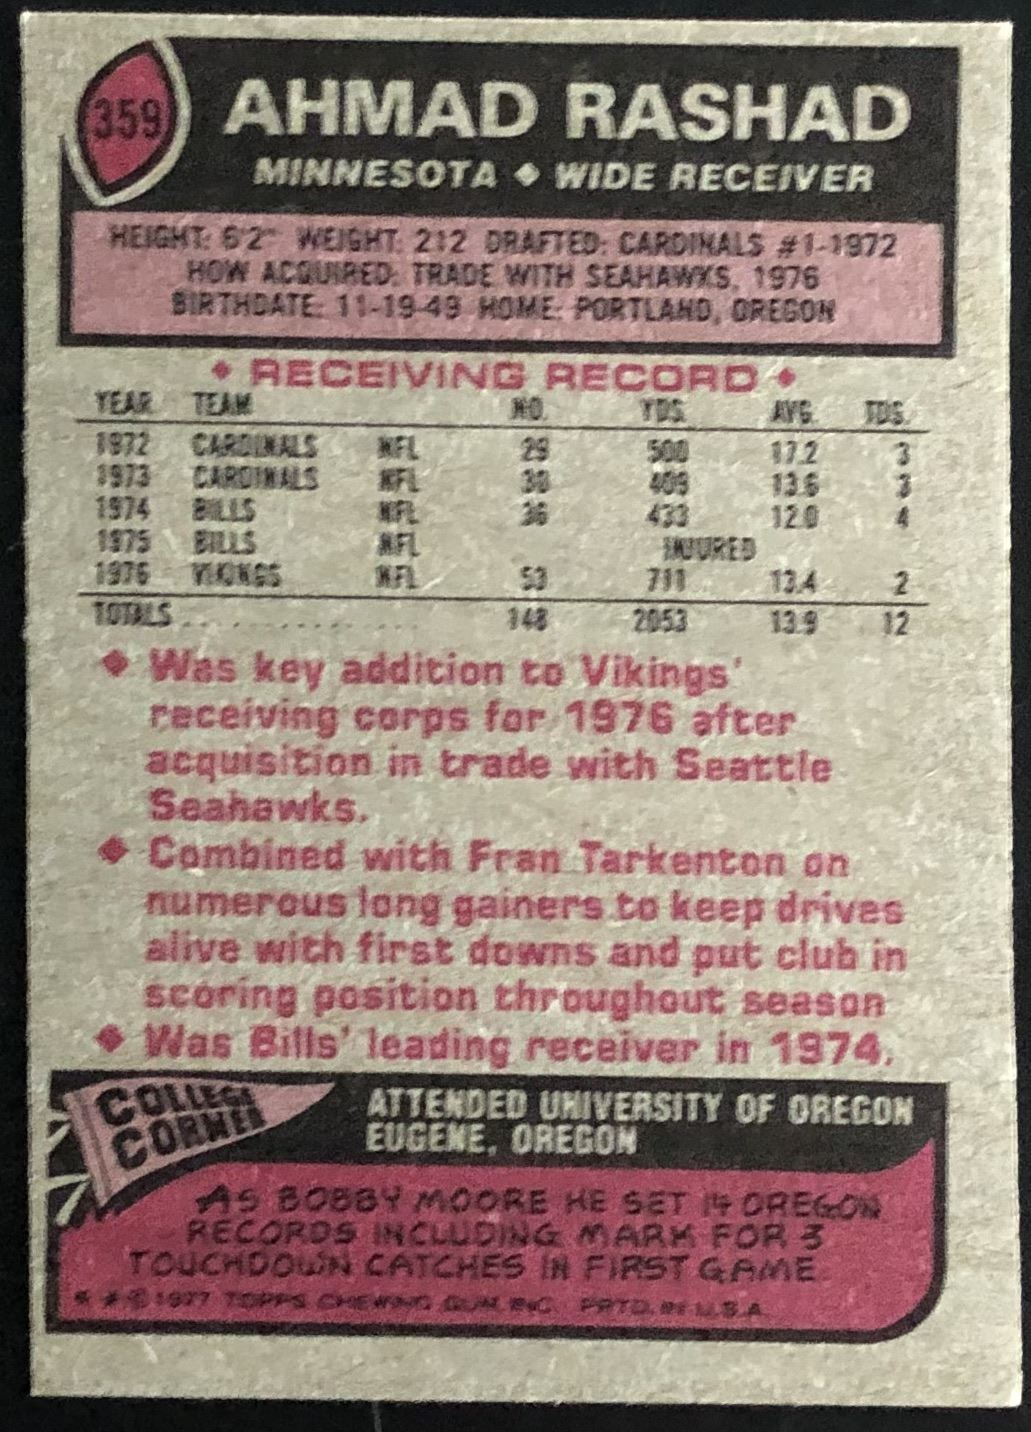 359
AHMAD RASHAD
MINNESOTA ♦ WIDE RECEIVER
HEIGHT: 6'2" WEIGHT: 212 DRAFTED: CARDINALS #1-1972
HOW ACQUIRED: TRADE WITH SEAHAWKS, 1976
BIRTHDATE: 11-19-49 HOME: PORTLAND, OREGON
♦ RECEIVING RECORD ♦
YEAR TEAM NO. YDS. AVG. TDS.
1972 CARDINALS NFL 29 500 17.2 3
1973 CARDINALS NFL 30 409 13.6 3
1974 BILLS NFL 36 433 12.0 4
1975 BILLS NFL INJURED
1976 VIKINGS NFL 53 711 13.4 2
TOTALS . . . . . . . . . . . . . . 148 2053 13.9 12
♦ Was key addition to Vikings'
receiving corps for 1976 after
acquisition in trade with Seattle
Seahawks.
♦ Combined with Fran Tarkenton on
numerous long gainers to keep drives
alive with first downs and put club in
scoring position throughout season
♦ Was Bills' leading receiver in 1974.
COLLEGE
CORNER
ATTENDED UNIVERSITY OF OREGON
EUGENE, OREGON
AS BOBBY MOORE HE SET 14 OREGON
RECORDS INCLUDING MARK FOR 3
TOUCHDOWN CATCHES IN FIRST GAME.
* * © 1977 TOPPS CHEWING GUM, INC. PRTD. IN U.S.A.